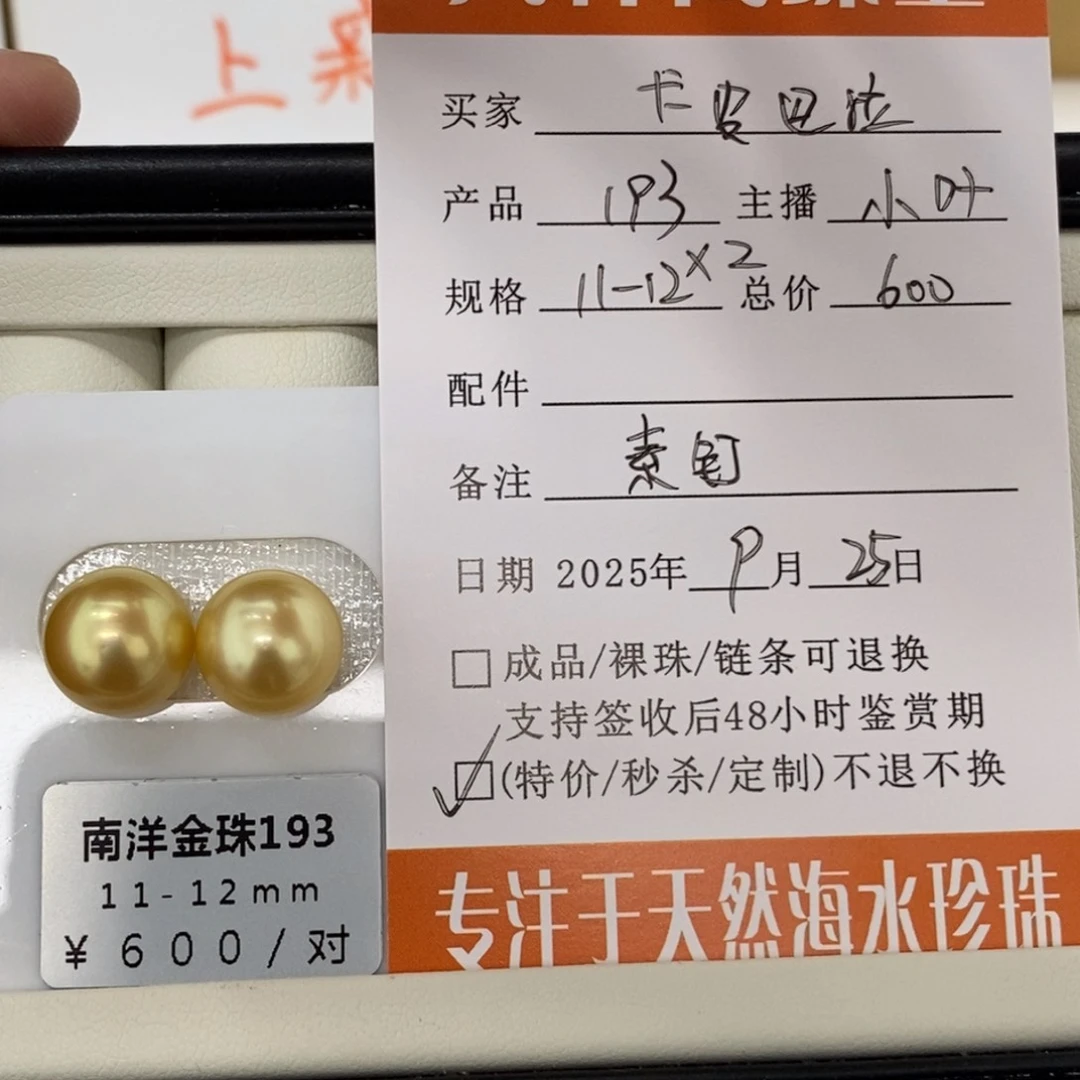 上
买家 卡皮巴拉
产品 193 主播 小叶
规格 11-12×2 总价 600
配件
备注 素钉
日期 2025年9月25日
□成品/裸珠/链条可退换
支持签收后48小时鉴赏期
☑(特价/秒杀/定制)不退不换
南洋金珠193
11-12mm
¥600/对
专注于天然海水珍珠